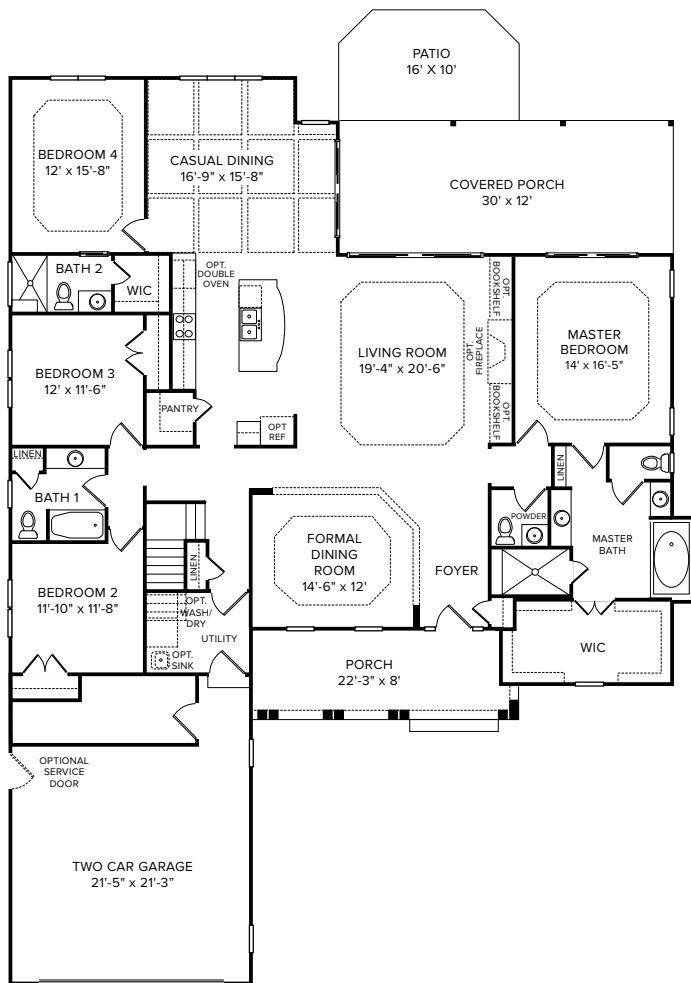 PATIO
16' X 10'
BEDROOM 4
12' x 15'-8"
CASUAL DINING
16'-9" x 15'-8"
COVERED PORCH
30' x 12'
BATH 2
WIC
OPT.
DOUBLE
OVEN
OPT.
BOOKSHELF
LIVING ROOM
19'-4" x 20'-6"
OPT.
FIREPLACE
OPT.
BOOKSHELF
MASTER
BEDROOM
14' x 16'-5"
BEDROOM 3
12' x 11'-6"
PANTRY
OPT
REF
LINEN
BATH 1
LINEN
POWDER
MASTER
BATH
FORMAL
DINING
ROOM
14'-6" x 12'
FOYER
LINEN
BEDROOM 2
11'-10" x 11'-8"
OPT.
WASH/
DRY
UTILITY
OPT.
SINK
WIC
PORCH
22'-3" x 8'
OPTIONAL
SERVICE
DOOR
TWO CAR GARAGE
21'-5" x 21'-3"